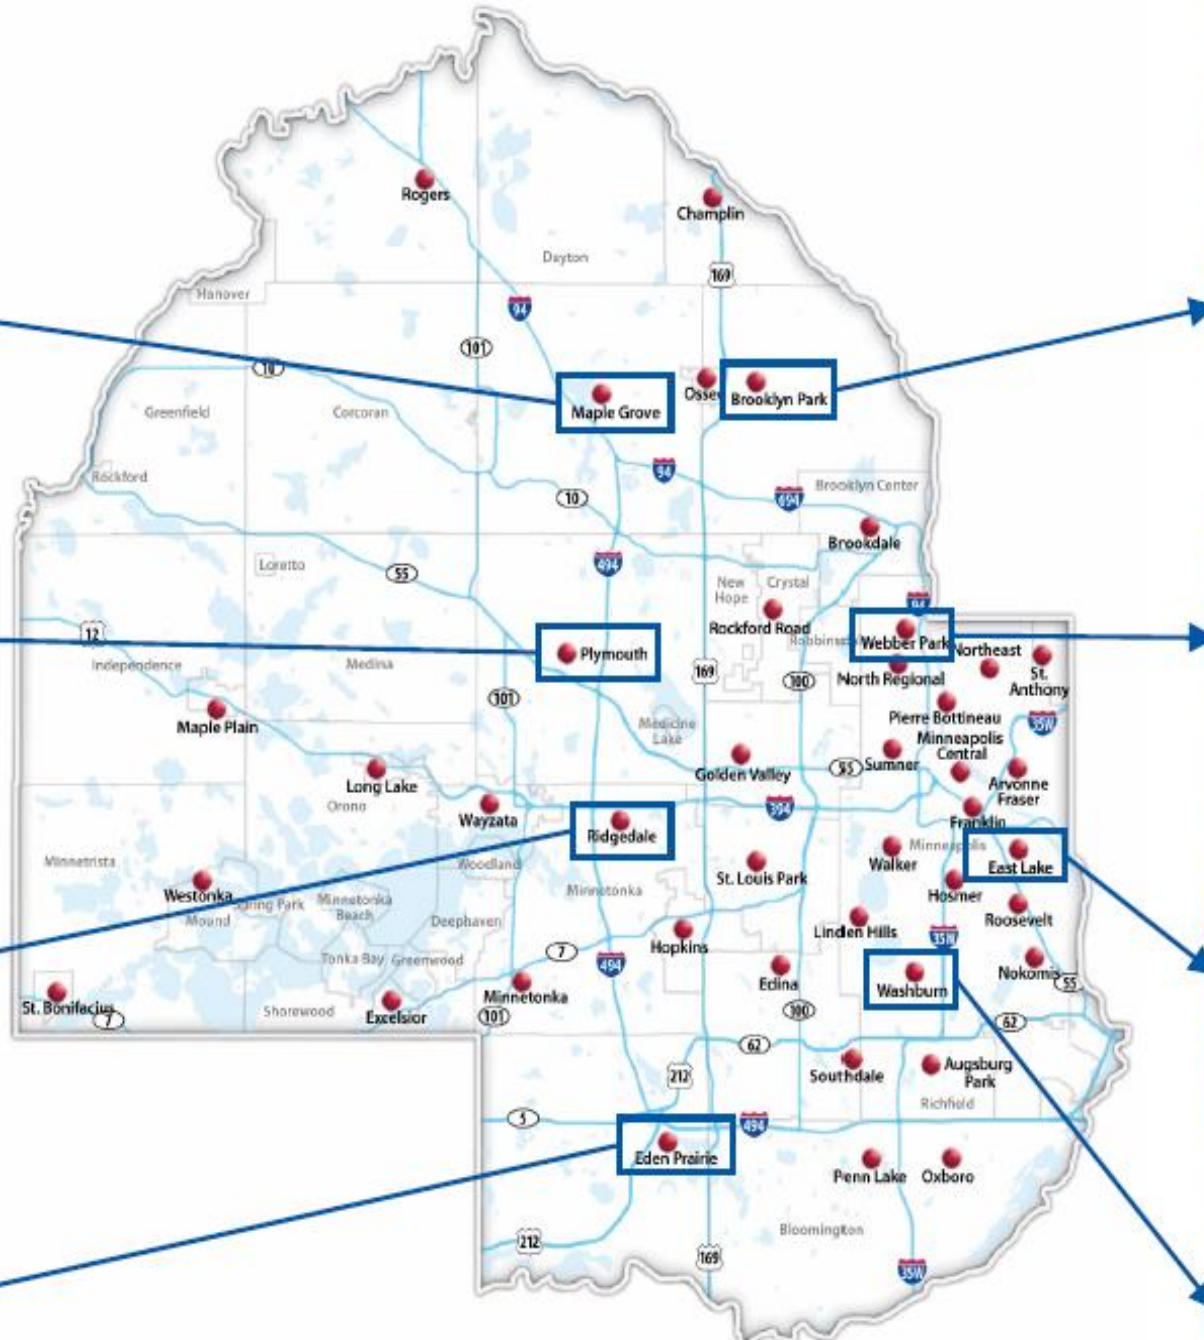 Rogers
Champlin
169
Dayton
Hanover
94
101
10
Maple Grove
Brooklyn Park
Greenfield
Corcoran
Rockford
94
10
694
Brooklyn Center
Brookdale
Loretto
55
494
New
Hope
Crystal
94
Rockford Road
12
Independence
Medina
Plymouth
Webber Park
Northeast
St.
Anthony
169
100
North Regional
101
Maple Plain
Medicine
Lake
Pierre Bottineau
35W
Minneapolis
Central
Golden Valley
55
Sumner
Long Lake
Arvonne
Fraser
Orono
Wayzata
394
Franklin
Ridgedale
Minneapolis
Minnetrista
Woodland
Walker
East Lake
St. Louis Park
Westonka
Minnetonka
Hosmer
Minnetonka
Beach
Mound
Deephaven
Roosevelt
Linden Hills
Hopkins
35W
7
Tonka Bay
Greenwood
494
Edina
Nokomis
Washburn
55
St. Bonifacius
7
Shorewood
Excelsior
Minnetonka
101
100
62
62
212
Southdale
Augsburg
Park
Richfield
5
494
Eden Prairie
Penn Lake
Oxboro
Bloomington
212
169
35W